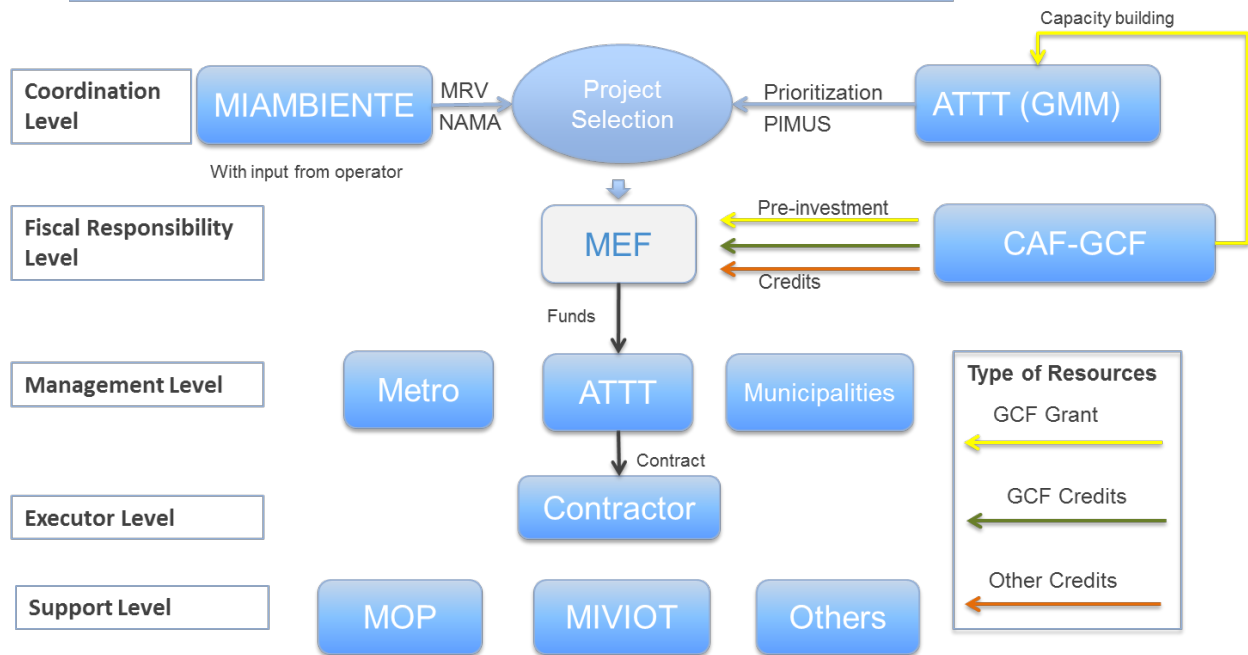 Capacity building
Coordination
Level
MIAMBIENTE
MRV
NAMA
Project
Selection
Prioritization
PIMUS
ATTT (GMM)
With input from operator
Fiscal Responsibility
Level
MEF
Pre-investment
Credits
CAF-GCF
Funds
Management Level
Metro
ATTT
Municipalities
Type of Resources
GCF Grant
GCF Credits
Other Credits
Contract
Executor Level
Contractor
Support Level
MOP
MIVIOT
Others